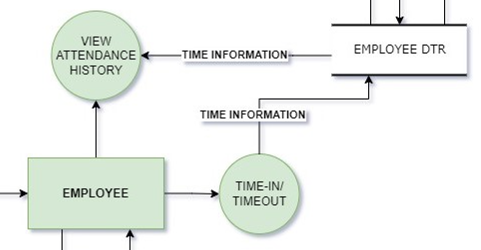 VIEW
ATTENDANCE
HISTORY
TIME INFORMATION
EMPLOYEE DTR
TIME INFORMATION
EMPLOYEE
TIME-IN/
TIMEOUT